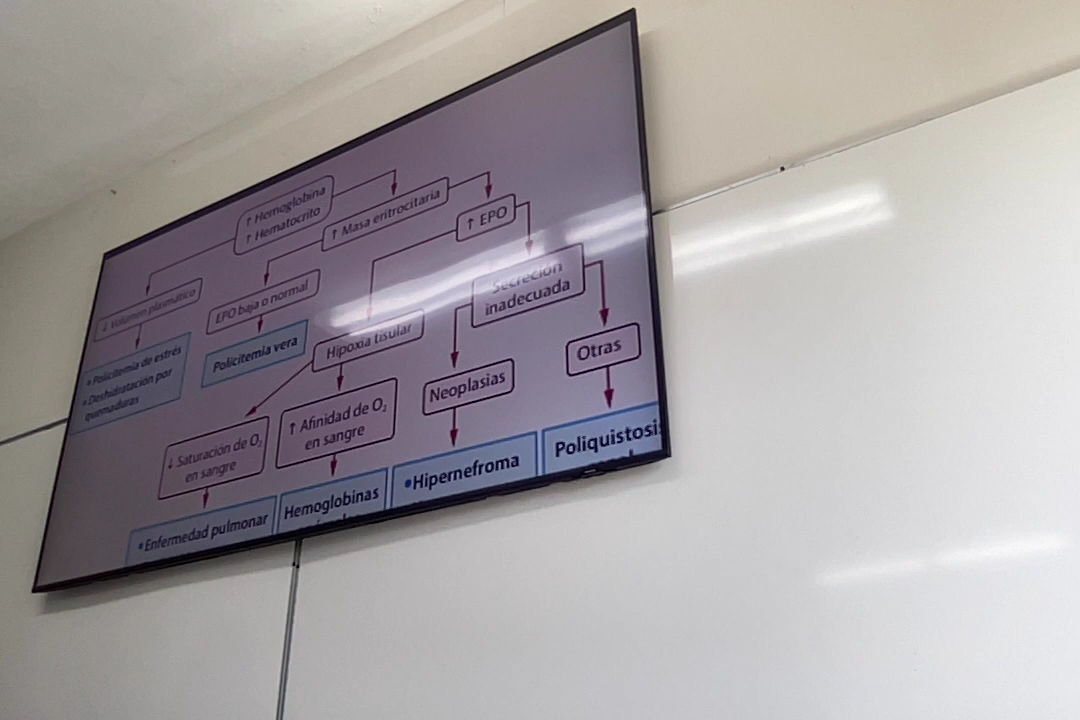 ↑ Hemoglobina
↑ Hematocrito
↑ Masa eritrocitaria
↑ EPO
↓ Volumen plasmático
EPO baja o normal
Hipoxia tisular
Secreción
inadecuada
• Policitemia de estrés
• Deshidratación por
quemaduras
Policitemia vera
↓ Saturación de O₂
en sangre
↑ Afinidad de O₂
en sangre
Neoplasias
Otras
• Enfermedad pulmonar
Hemoglobinas
• Hipernefroma
Poliquistosis